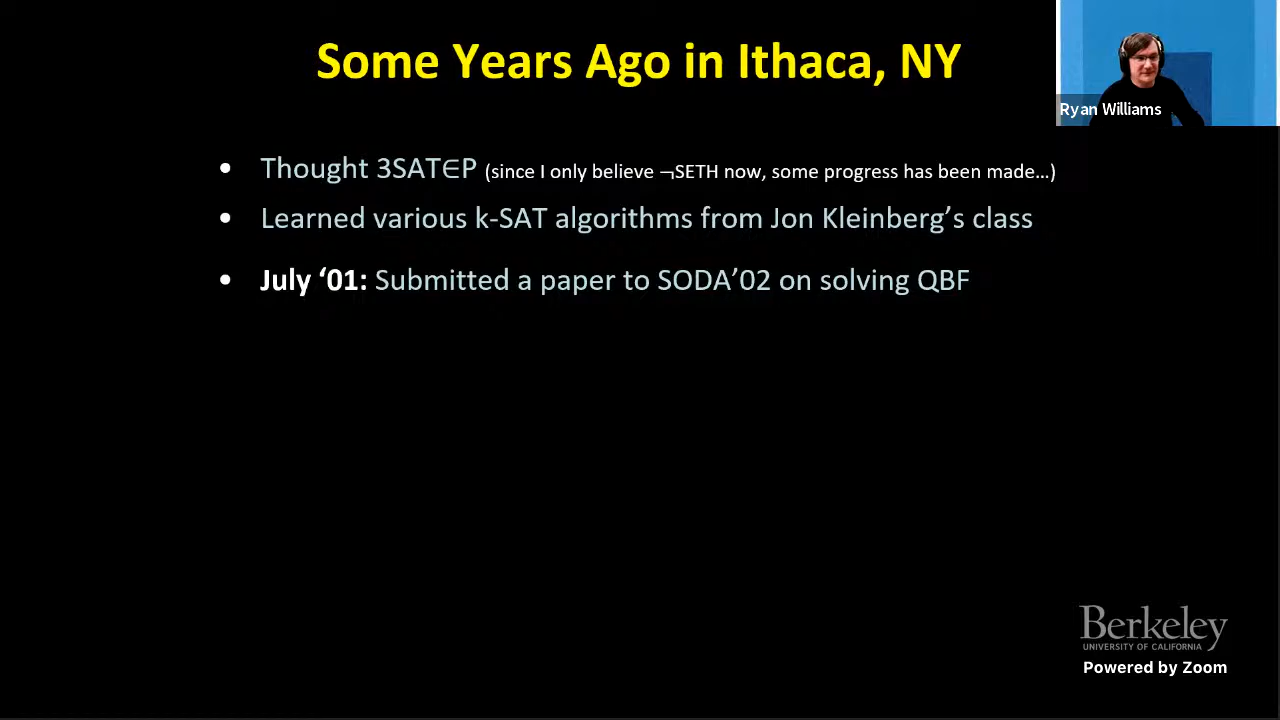 Some Years Ago in Ithaca, NY
Ryan Williams
• Thought 3SAT∈P (since I only believe ¬SETH now, some progress has been made…)
• Learned various k-SAT algorithms from Jon Kleinberg’s class
• July ‘01: Submitted a paper to SODA’02 on solving QBF
Berkeley
UNIVERSITY OF CALIFORNIA
Powered by Zoom